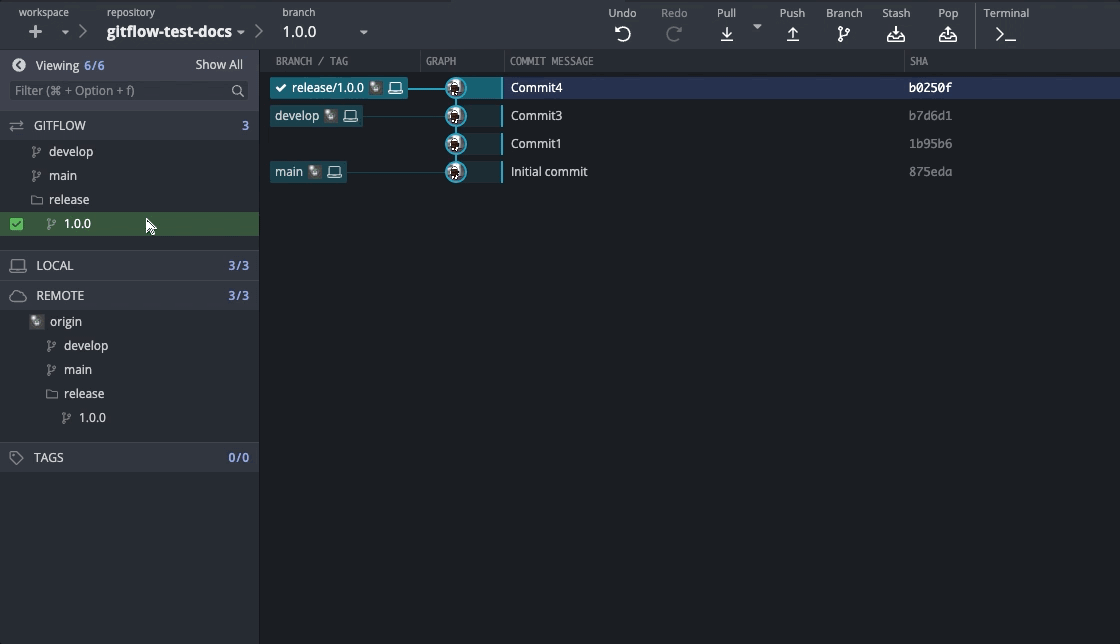 workspace repository branch Undo Redo Pull Push Branch Stash Pop Terminal
gitflow-test-docs 1.0.0
Viewing 6/6 Show All
Filter (⌘ + Option + f)
GITFLOW 3
develop
main
release
1.0.0
LOCAL 3/3
REMOTE 3/3
origin
develop
main
release
1.0.0
TAGS 0/0
BRANCH / TAG GRAPH COMMIT MESSAGE SHA
release/1.0.0 Commit4 b0250f
develop Commit3 b7d6d1
Commit1 1b95b6
main Initial commit 875eda